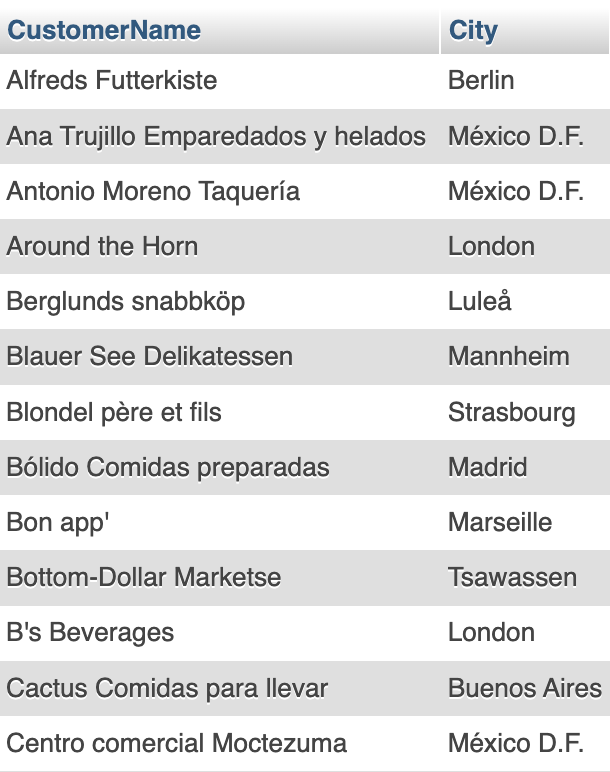 CustomerName City
Alfreds Futterkiste Berlin
Ana Trujillo Emparedados y helados México D.F.
Antonio Moreno Taquería México D.F.
Around the Horn London
Berglunds snabbköp Luleå
Blauer See Delikatessen Mannheim
Blondel père et fils Strasbourg
Bólido Comidas preparadas Madrid
Bon app' Marseille
Bottom-Dollar Marketse Tsawassen
B's Beverages London
Cactus Comidas para llevar Buenos Aires
Centro comercial Moctezuma México D.F.